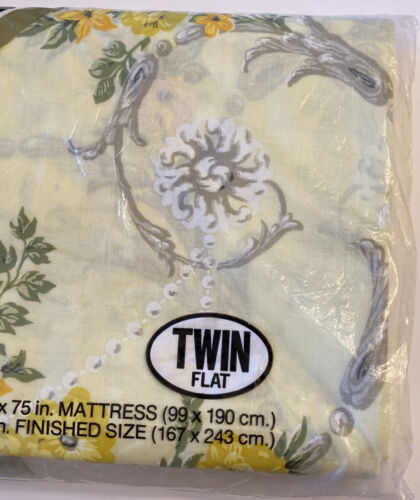 TWIN
FLAT
x 75 in. MATTRESS (99 x 190 cm.)
n. FINISHED SIZE (167 x 243 cm.)